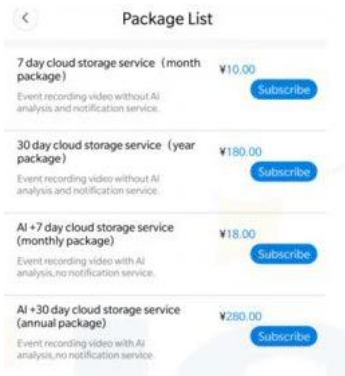 Package List
7 day cloud storage service (month
package)
¥10.00
Event recording video without AI
analysis and notification service.
Subscribe
30 day cloud storage service (year
package)
¥180.00
Event recording video without AI
analysis and notification service.
Subscribe
AI +7 day cloud storage service
(monthly package)
¥18.00
Event recording video with AI
analysis,no notification service.
Subscribe
AI +30 day cloud storage service
(annual package)
¥280.00
Event recording video with AI
analysis,no notification service.
Subscribe